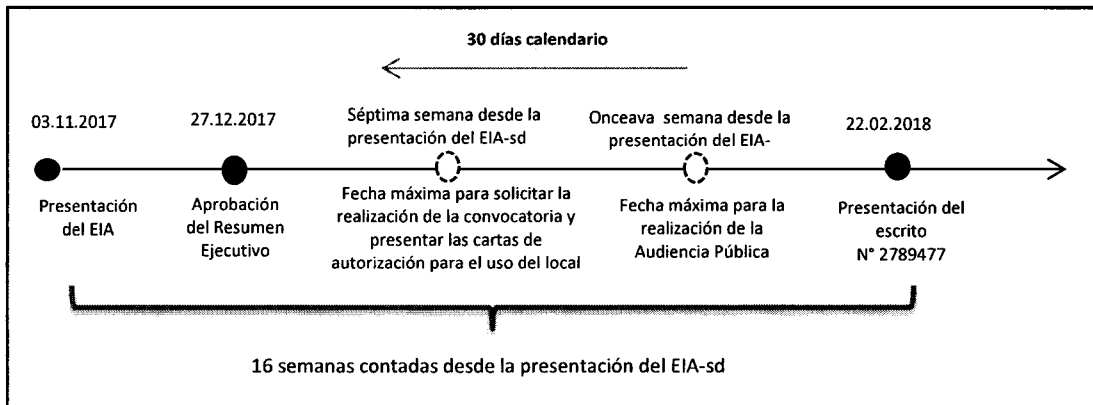 30 días calendario
03.11.2017
27.12.2017
Séptima semana desde la
presentación del EIA-sd
Onceava semana desde la
presentación del EIA-
22.02.2018
Presentación
del EIA
Aprobación
del Resumen
Ejecutivo
Fecha máxima para solicitar la
realización de la convocatoria y
presentar las cartas de
autorización para el uso del local
Fecha máxima para la
realización de la
Audiencia Pública
Presentación del
escrito
N° 2789477
16 semanas contadas desde la presentación del EIA-sd